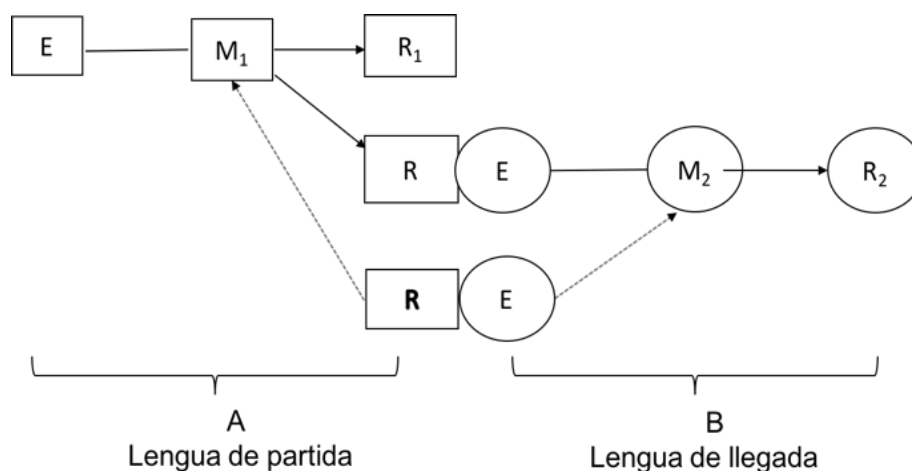 E M₁ R₁
R E M₂ R₂
R E
A B
Lengua de partida Lengua de llegada